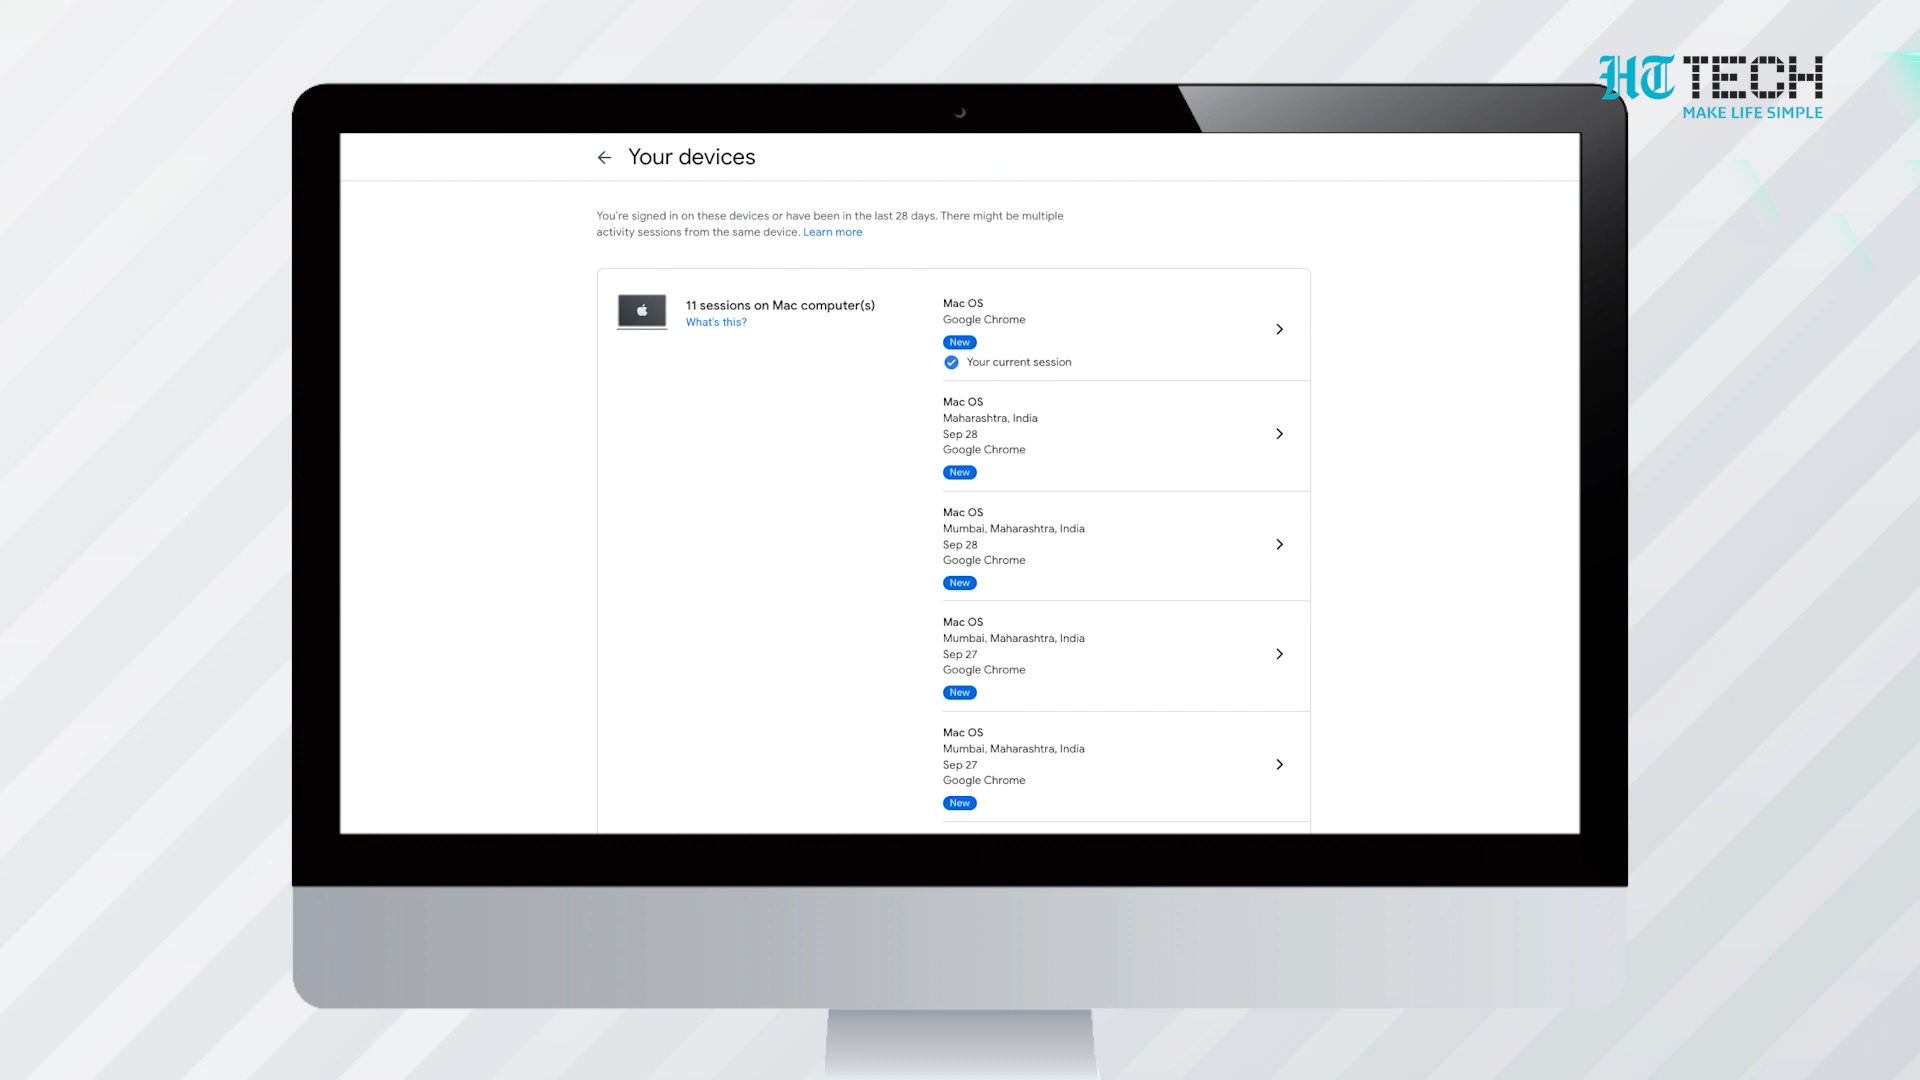 HT TECH
MAKE LIFE SIMPLE
Your devices
You're signed in on these devices or have been in the last 28 days. There might be multiple
activity sessions from the same device. Learn more
11 sessions on Mac computer(s)
What's this?
Mac OS
Google Chrome
New
Your current session
Mac OS
Maharashtra, India
Sep 28
Google Chrome
New
Mac OS
Mumbai, Maharashtra, India
Sep 28
Google Chrome
New
Mac OS
Mumbai, Maharashtra, India
Sep 27
Google Chrome
New
Mac OS
Mumbai, Maharashtra, India
Sep 27
Google Chrome
New